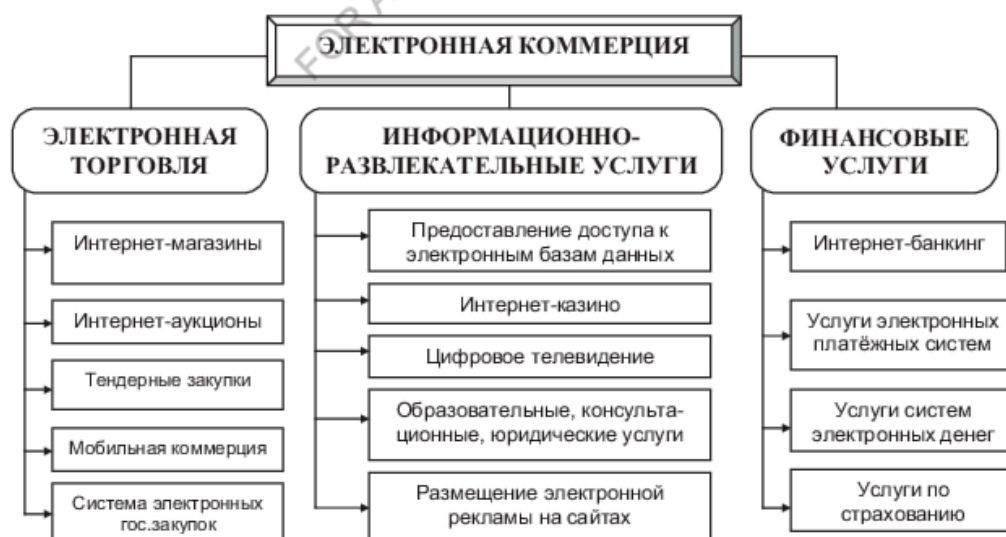 FOR A
ЭЛЕКТРОННАЯ КОММЕРЦИЯ
ЭЛЕКТРОННАЯ
ТОРГОВЛЯ
Интернет-магазины
Интернет-аукционы
Тендерные закупки
Мобильная коммерция
Система электронных
гос.закупок
ИНФОРМАЦИОННО-
РАЗВЛЕКАТЕЛЬНЫЕ УСЛУГИ
Предоставление доступа к
электронным базам данных
Интернет-казино
Цифровое телевидение
Образовательные, консульта-
ционные, юридические услуги
Размещение электронной
рекламы на сайтах
ФИНАНСОВЫЕ
УСЛУГИ
Интернет-банкинг
Услуги электронных
платёжных систем
Услуги систем
электронных денег
Услуги по
страхованию